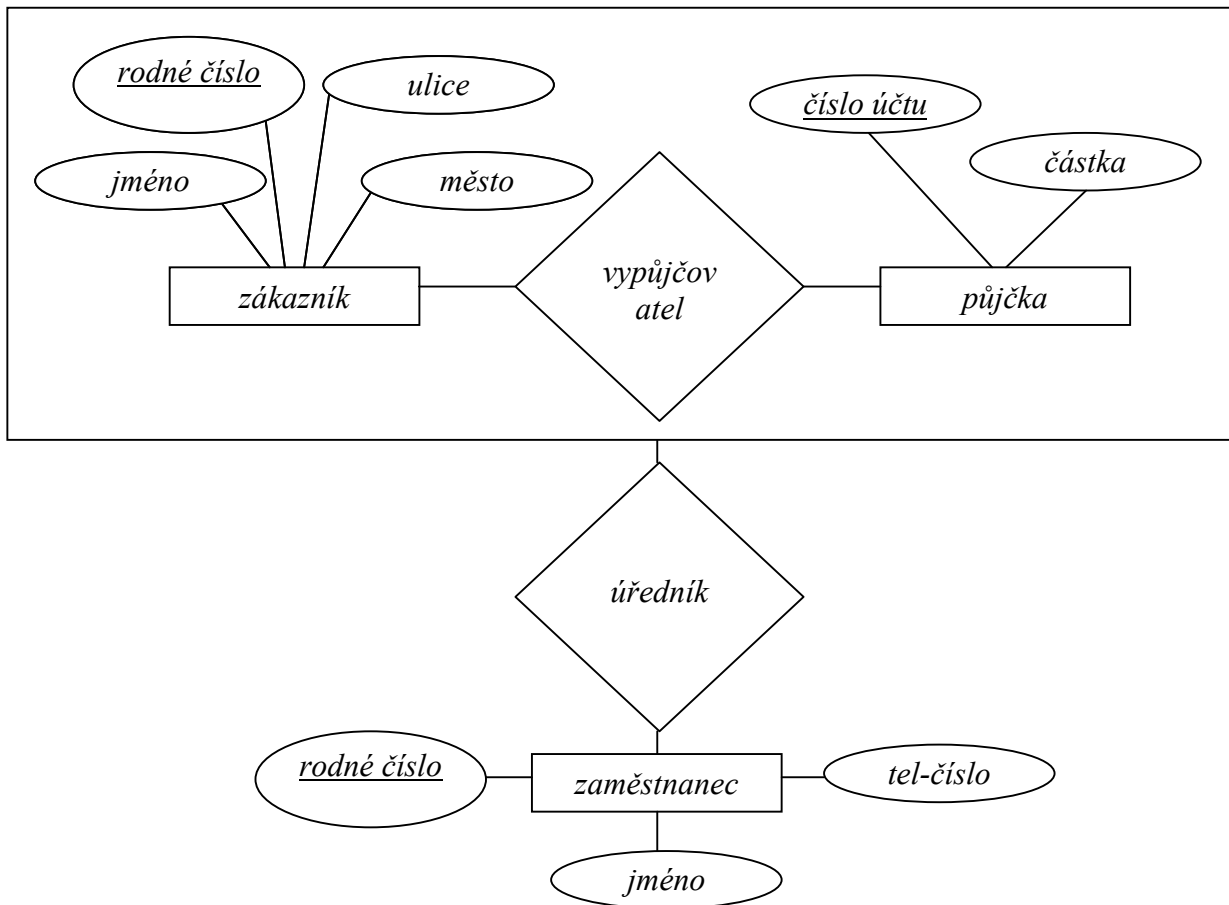 rodné číslo
ulice
číslo účtu
částka
jméno
město
vypůjčov
atel
zákazník
půjčka
úředník
rodné číslo
zaměstnanec
tel-číslo
jméno